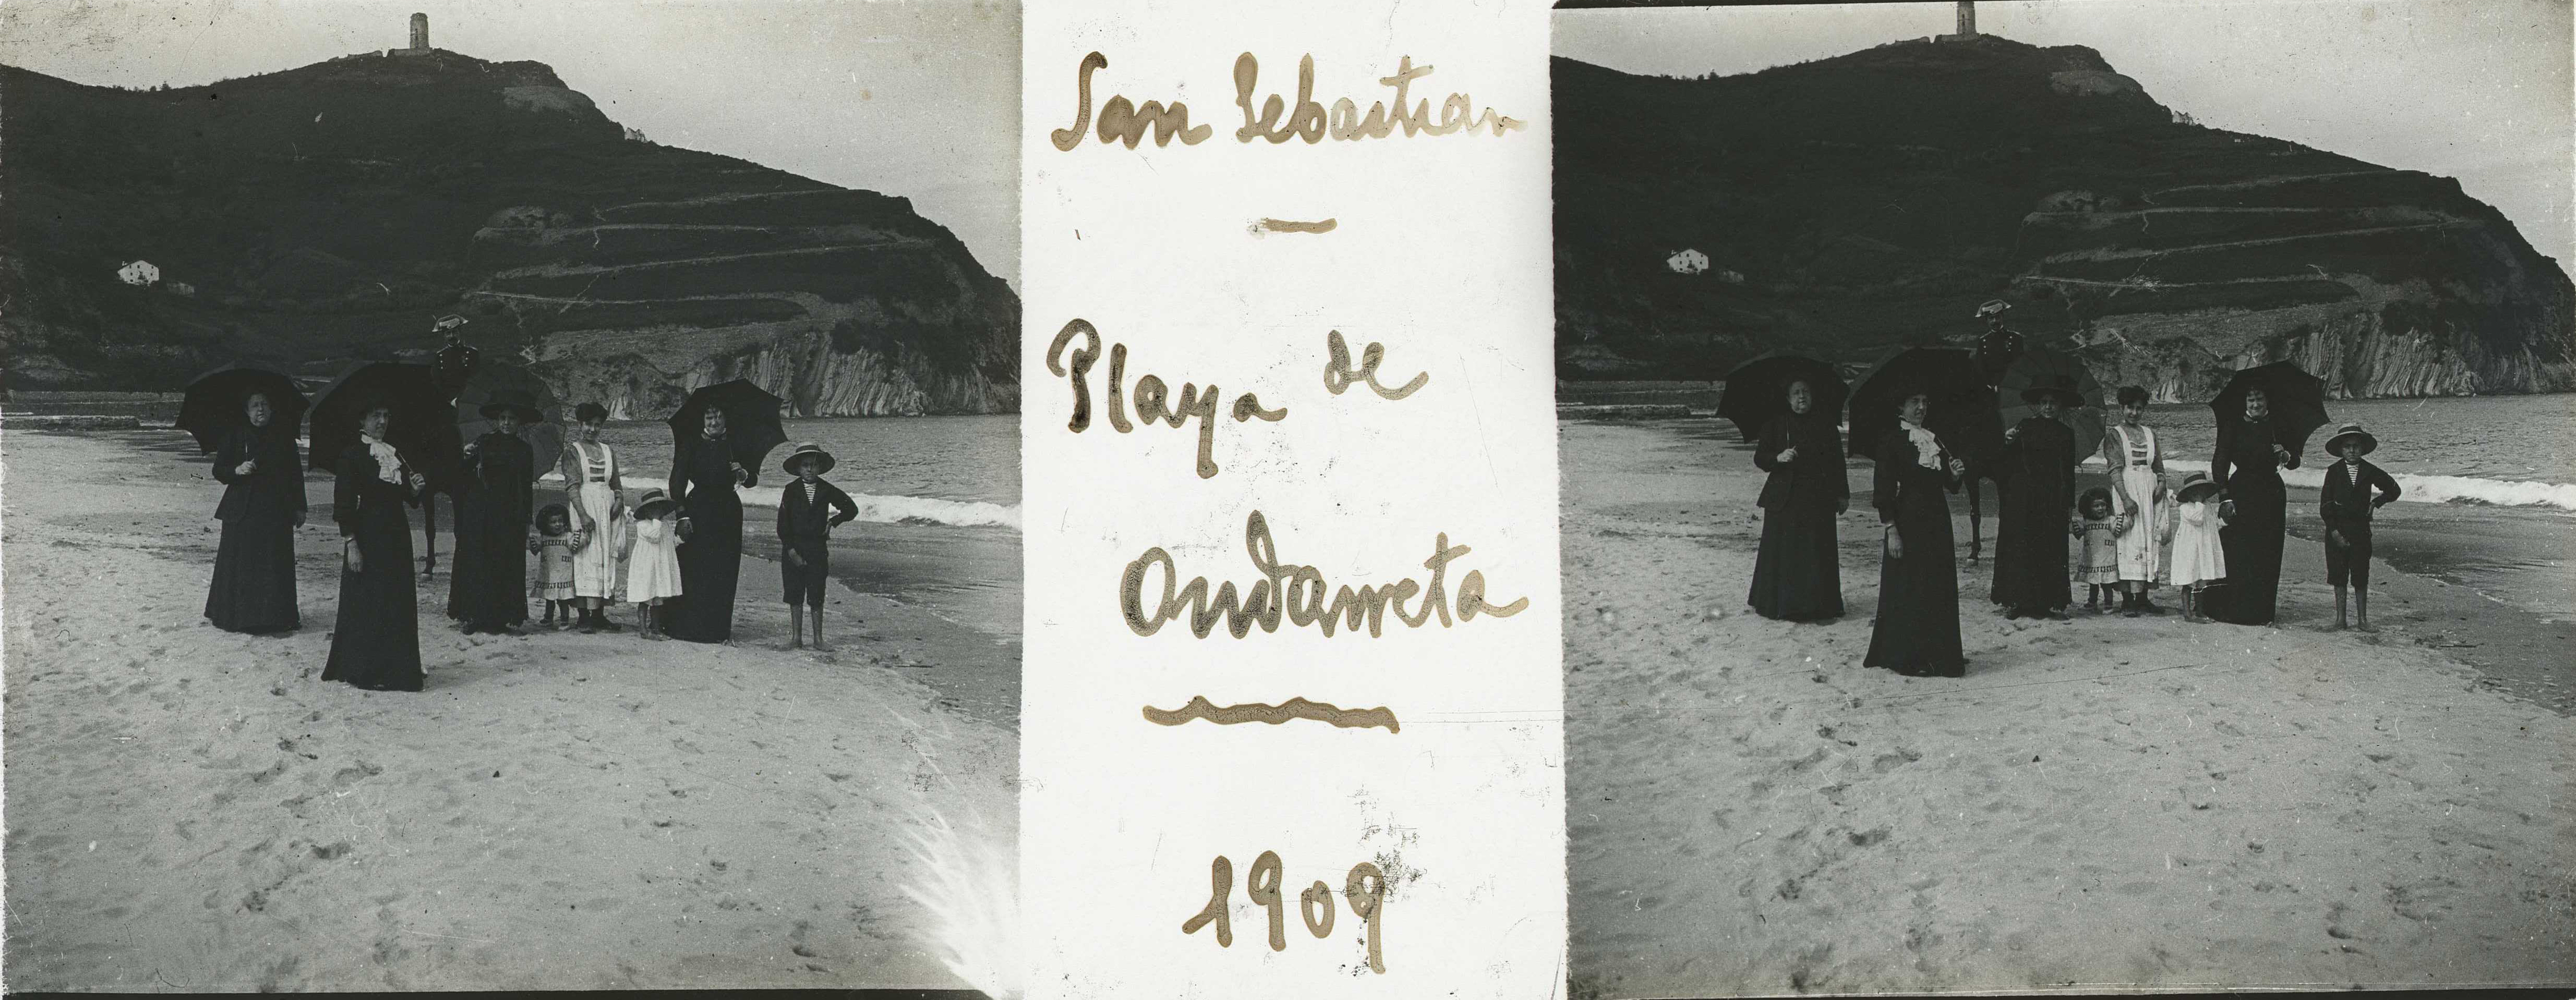 San Sebastian
Playa de
Ondarreta
1909